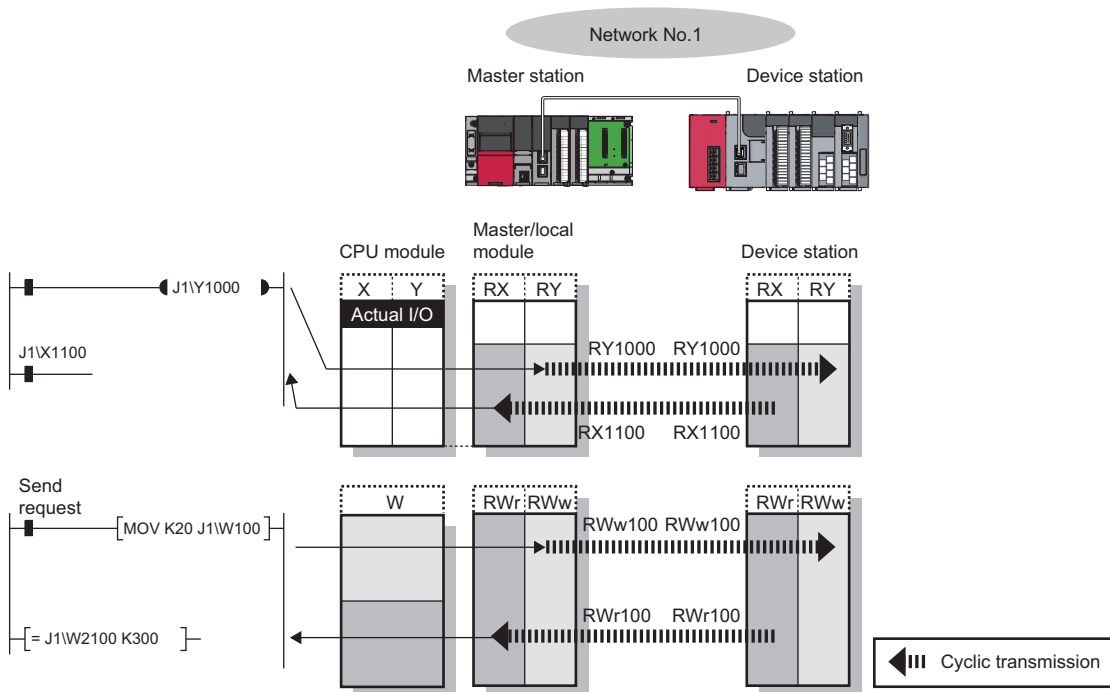 Network No.1
Master station
Device station
CPU module
Master/local
module
Device station
J1\Y1000
X Y
RX RY
RX RY
Actual I/O
J1\X1100
RY1000 RY1000
RX1100 RX1100
Send
request
MOV K20 J1\W100
W
RWr RWw
RWr RWw
RWw100 RWw100
= J1\W2100 K300
RWr100 RWr100
Cyclic transmission